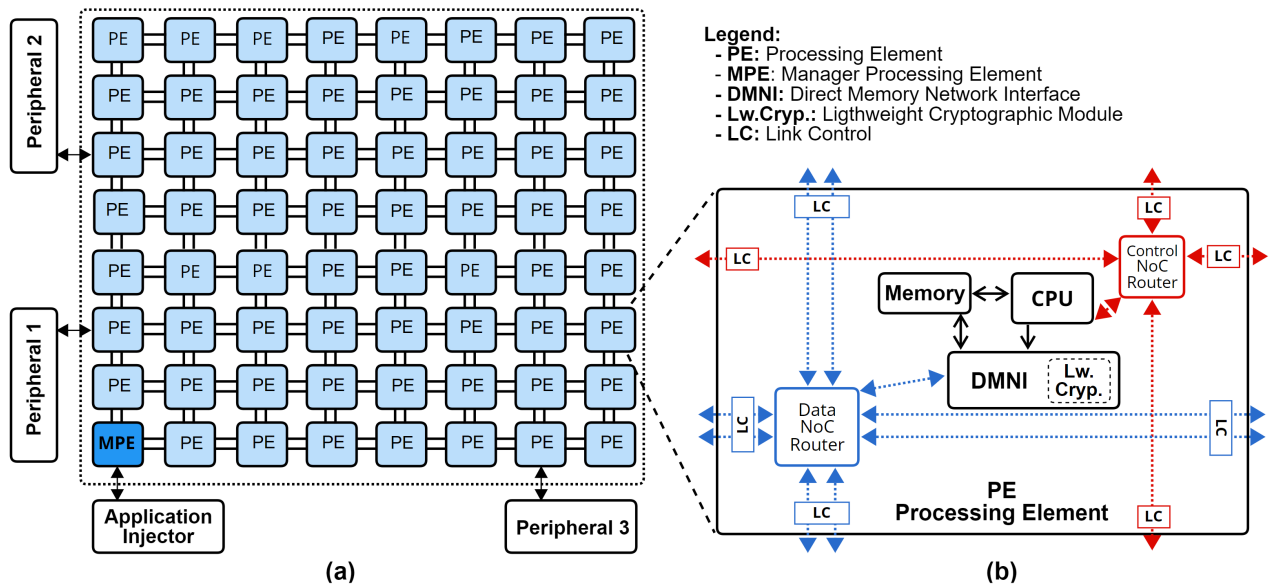 Peripheral 2
Peripheral 1
PE PE PE PE PE PE PE PE
PE PE PE PE PE PE PE PE
PE PE PE PE PE PE PE PE
PE PE PE PE PE PE PE PE
PE PE PE PE PE PE PE PE
PE PE PE PE PE PE PE PE
PE PE PE PE PE PE PE PE
MPE PE PE PE PE PE PE PE
Application
Injector
Peripheral 3
(a)
Legend:
- PE: Processing Element
- MPE: Manager Processing Element
- DMNI: Direct Memory Network Interface
- Lw.Cryp.: Ligthweight Cryptographic Module
- LC: Link Control
LC
LC
LC
LC
Control
NoC
Router
Memory
CPU
DMNI
Lw.
Cryp.
LC
Data
NoC
Router
LC
LC
LC
PE
Processing Element
(b)